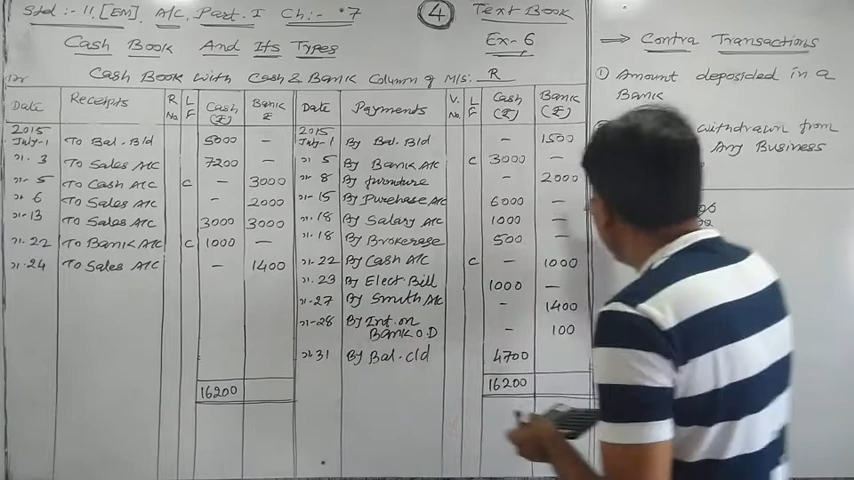 Std :- 11. [EM]. A/C, Part. I Ch:- 7 (4) Text Book
Cash Book And Its Types Ex-6
Dr Cash Book with Cash & Bank Column of M/s: R
Date Receipts R No. L F Cash (₹) Bank ₹ Date Payments V. No. L F Cash (₹) Bank (₹)
2015 July-1 To Bal. B/d 5000 - 2015 July-1 By Bal. B/d - 1500
"- 3 To Sales A/C 7200 - "- 5 By Bank A/C C 3000 -
"- 5 To Cash A/C C - 3000 "- 8 By furniture - 2000
"- 6 To Sales A/C - 2000 "- 15 By Purchase A/C 6000 -
"- 13 To Sales A/C 3000 3000 "- 18 By Salary A/C 1000 -
"- 18 By Brokerage 500 -
"- 22 To Bank A/C C 1000 - "- 22 By Cash A/C C - 1000
"- 24 To Sales A/C - 1400 "- 23 By Elect Bill 1000 -
"- 27 By Smith A/C - 1400
"- 28 By Int. on Bank O.D - 100
"- 31 By Bal. c/d 4700
16200 16200
⇒ Contra Transactions
① Amount deposided in a
Bank
withdrawn from
Any Business